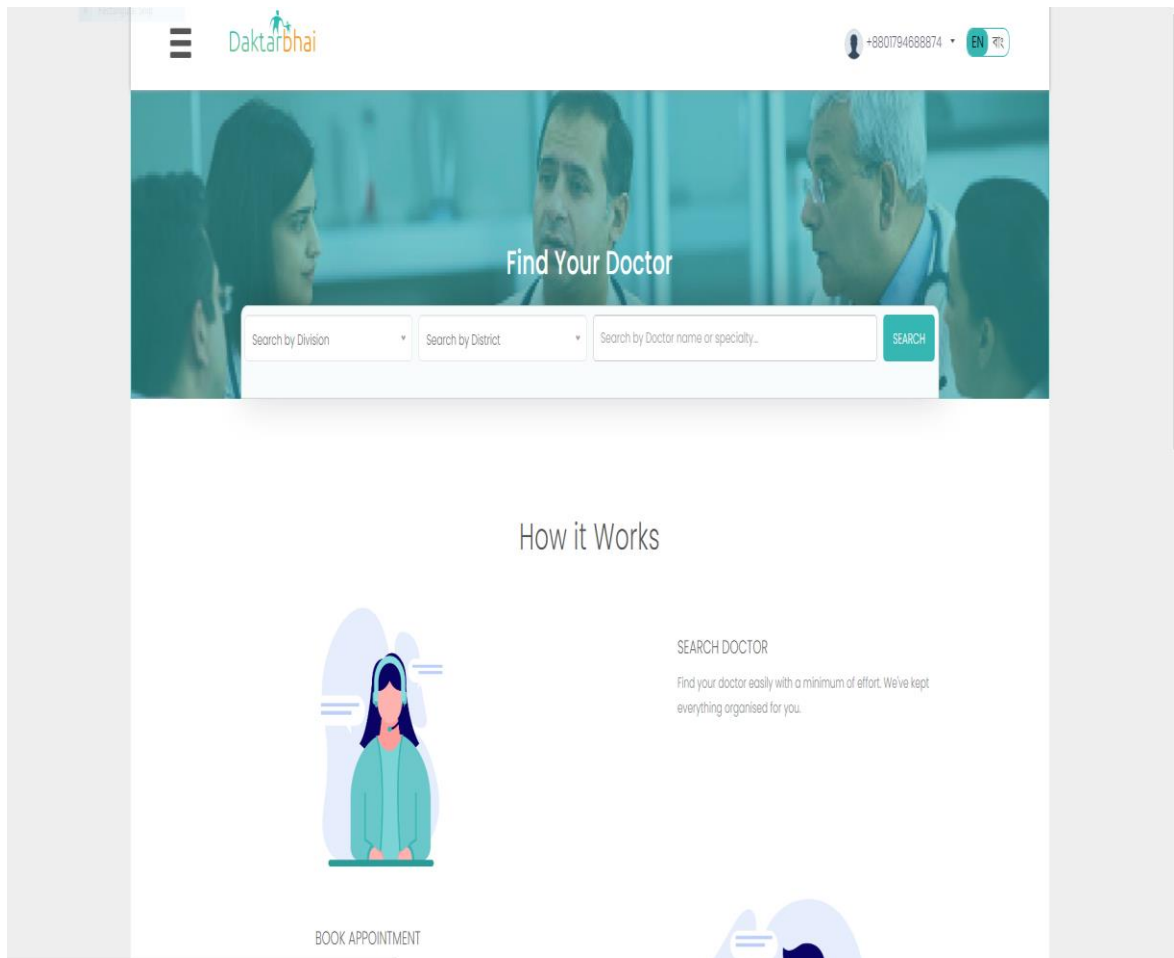 Daktarbhai
+8801794688874
EN বাং
Find Your Doctor
Search by Division
Search by District
Search by Doctor name or specialty...
SEARCH
How it Works
SEARCH DOCTOR
Find your doctor easily with a minimum of effort. We've kept
everything organised for you.
BOOK APPOINTMENT